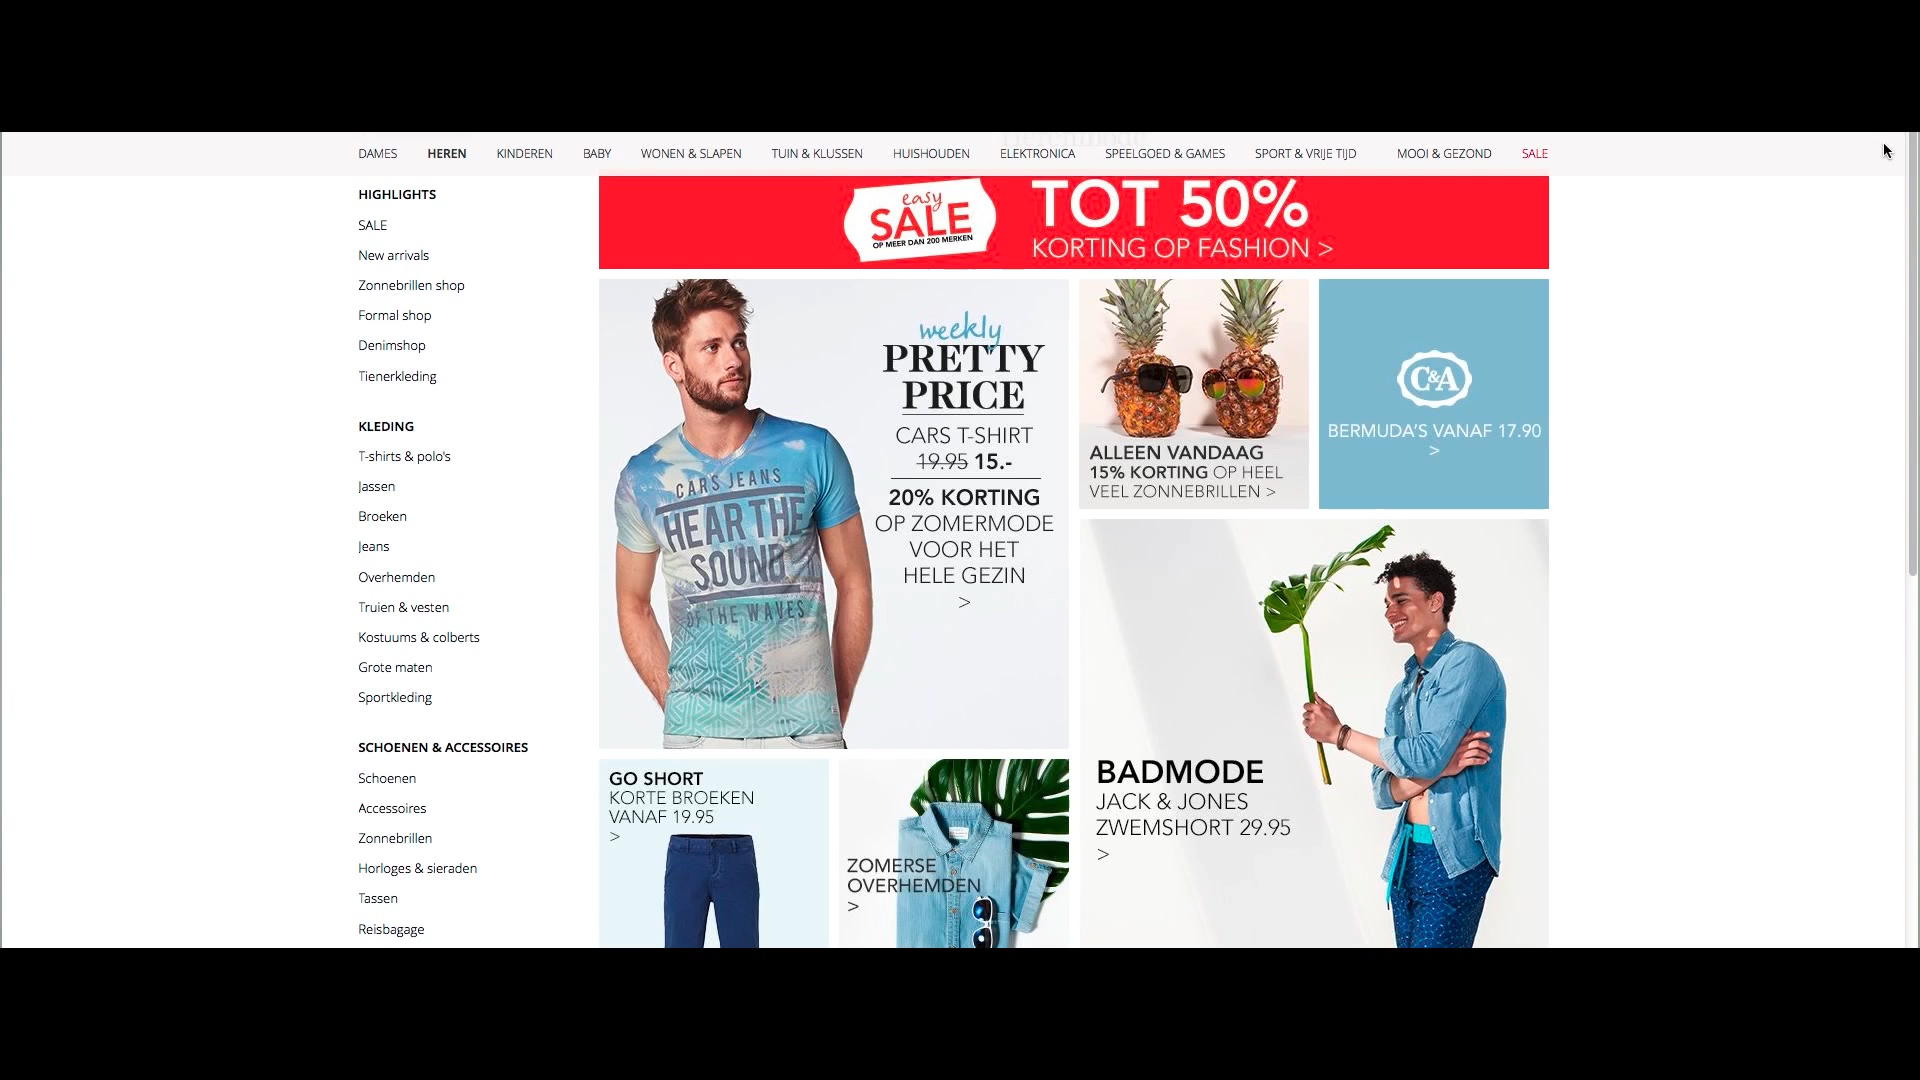 DAMES HEREN KINDEREN BABY WONEN & SLAPEN TUIN & KLUSSEN HUISHOUDEN ELEKTRONICA SPEELGOED & GAMES SPORT & VRIJE TIJD MOOI & GEZOND SALE
HIGHLIGHTS
SALE
New arrivals
Zonnebrillen shop
Formal shop
Denimshop
Tienerkleding
KLEDING
T-shirts & polo's
Jassen
Broeken
Jeans
Overhemden
Truien & vesten
Kostuums & colberts
Grote maten
Sportkleding
SCHOENEN & ACCESSOIRES
Schoenen
Accessoires
Zonnebrillen
Horloges & sieraden
Tassen
Reisbagage
easy
SALE
OP MEER DAN 200 MERKEN
TOT 50%
KORTING OP FASHION >
CARS JEANS
HEAR THE
SOUND
OF THE WAVES
weekly
PRETTY
PRICE
CARS T-SHIRT
19.95 15.-
20% KORTING
OP ZOMERMODE
VOOR HET
HELE GEZIN
>
ALLEEN VANDAAG
15% KORTING OP HEEL
VEEL ZONNEBRILLEN >
C&A
BERMUDA'S VANAF 17.90
>
GO SHORT
KORTE BROEKEN
VANAF 19.95
>
ZOMERSE
OVERHEMDEN
>
BADMODE
JACK & JONES
ZWEMSHORT 29.95
>